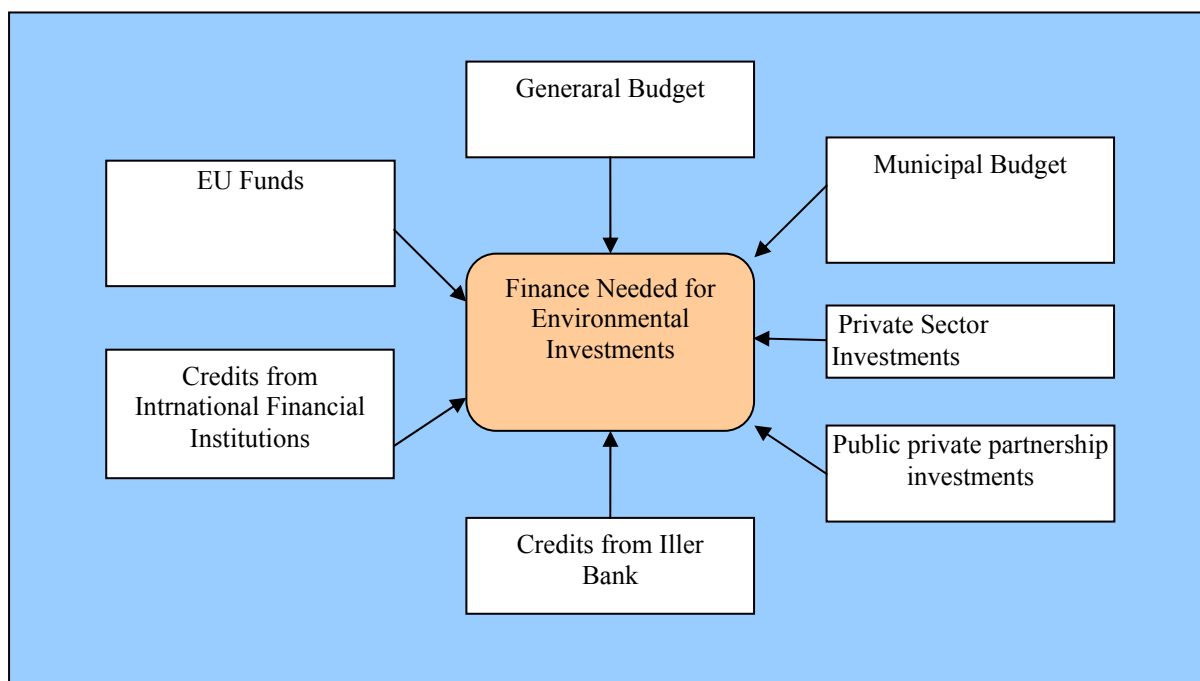 Generaral Budget
EU Funds
Municipal Budget
Finance Needed for
Environmental
Investments
Private Sector
Investments
Credits from
Intrnational Financial
Institutions
Public private partnership
investments
Credits from Iller
Bank